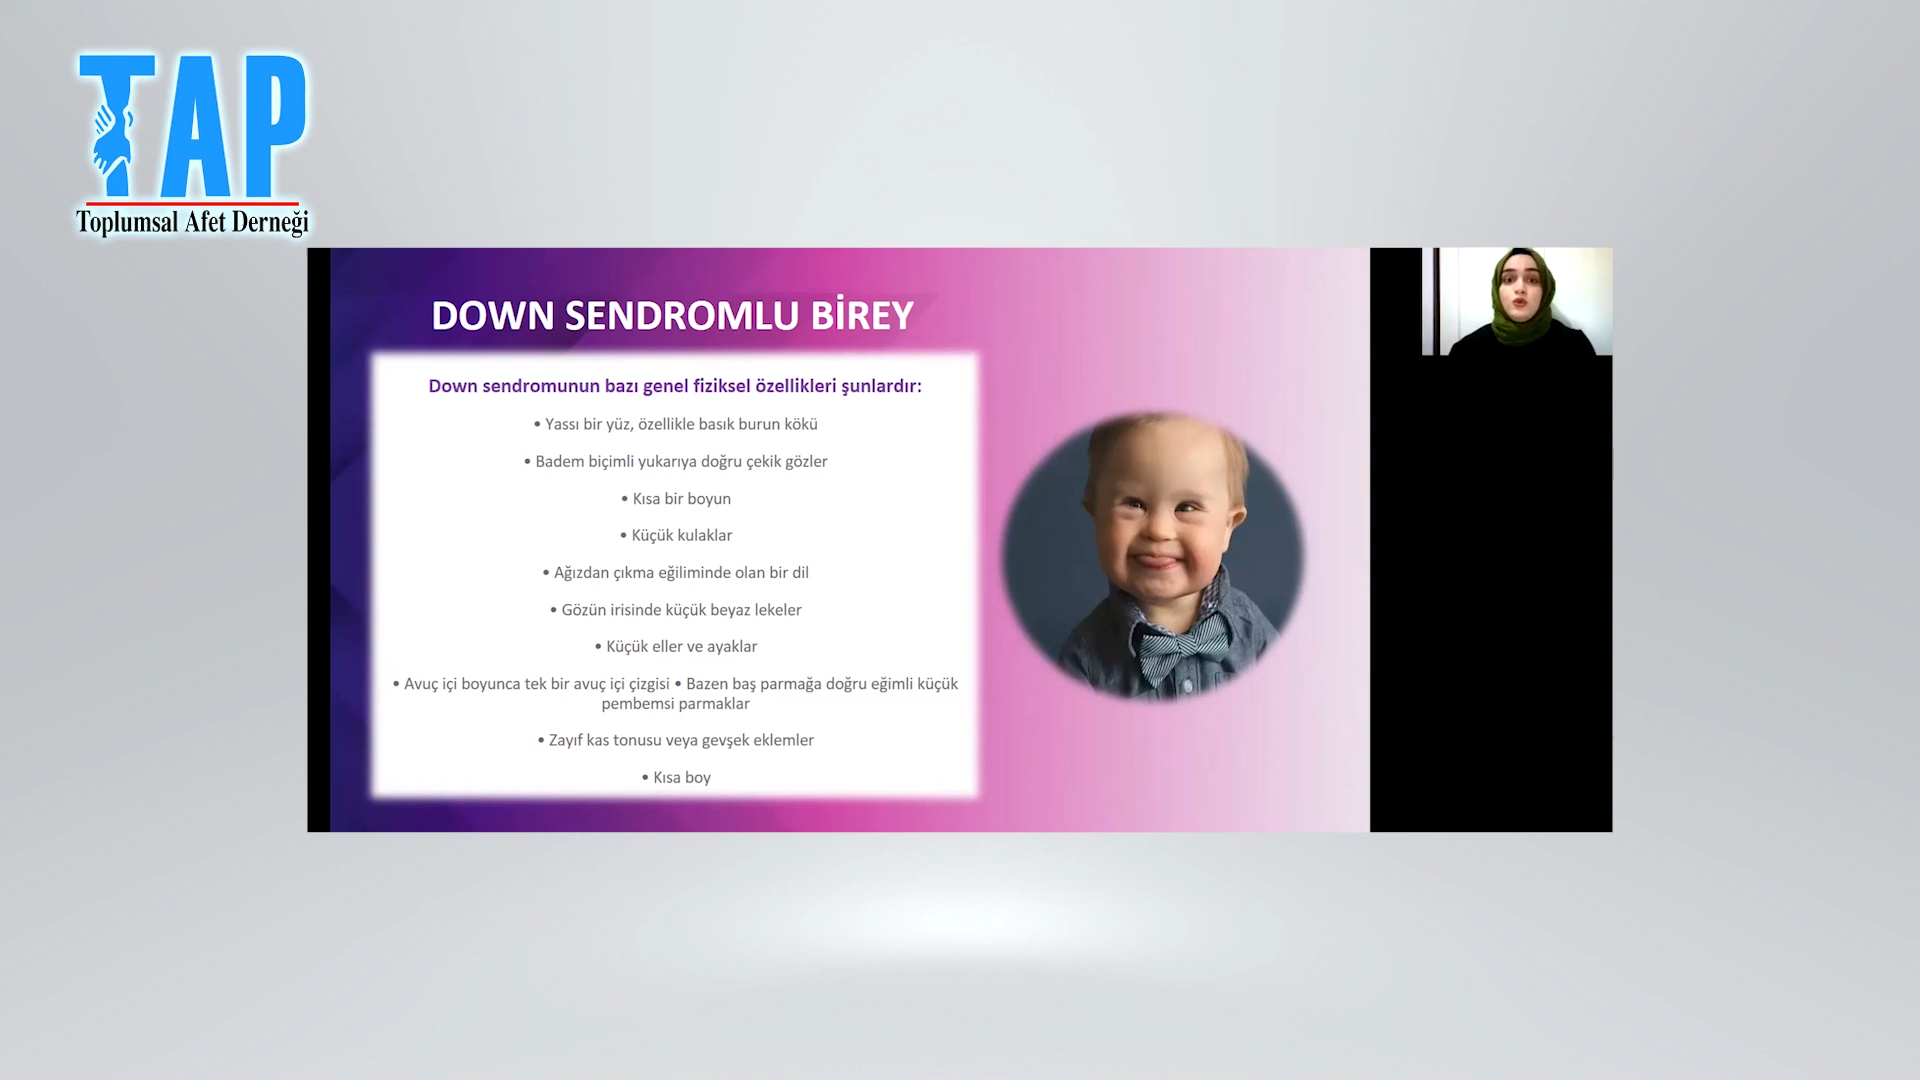 TAP
Toplumsal Afet Derneği
DOWN SENDROMLU BİREY
Down sendromunun bazı genel fiziksel özellikleri şunlardır:
• Yassı bir yüz, özellikle basık burun kökü
• Badem biçimli yukarıya doğru çekik gözler
• Kısa bir boyun
• Küçük kulaklar
• Ağızdan çıkma eğiliminde olan bir dil
• Gözün irisinde küçük beyaz lekeler
• Küçük eller ve ayaklar
• Avuç içi boyunca tek bir avuç içi çizgisi • Bazen baş parmağa doğru eğimli küçük
pembemsi parmaklar
• Zayıf kas tonusu veya gevşek eklemler
• Kısa boy